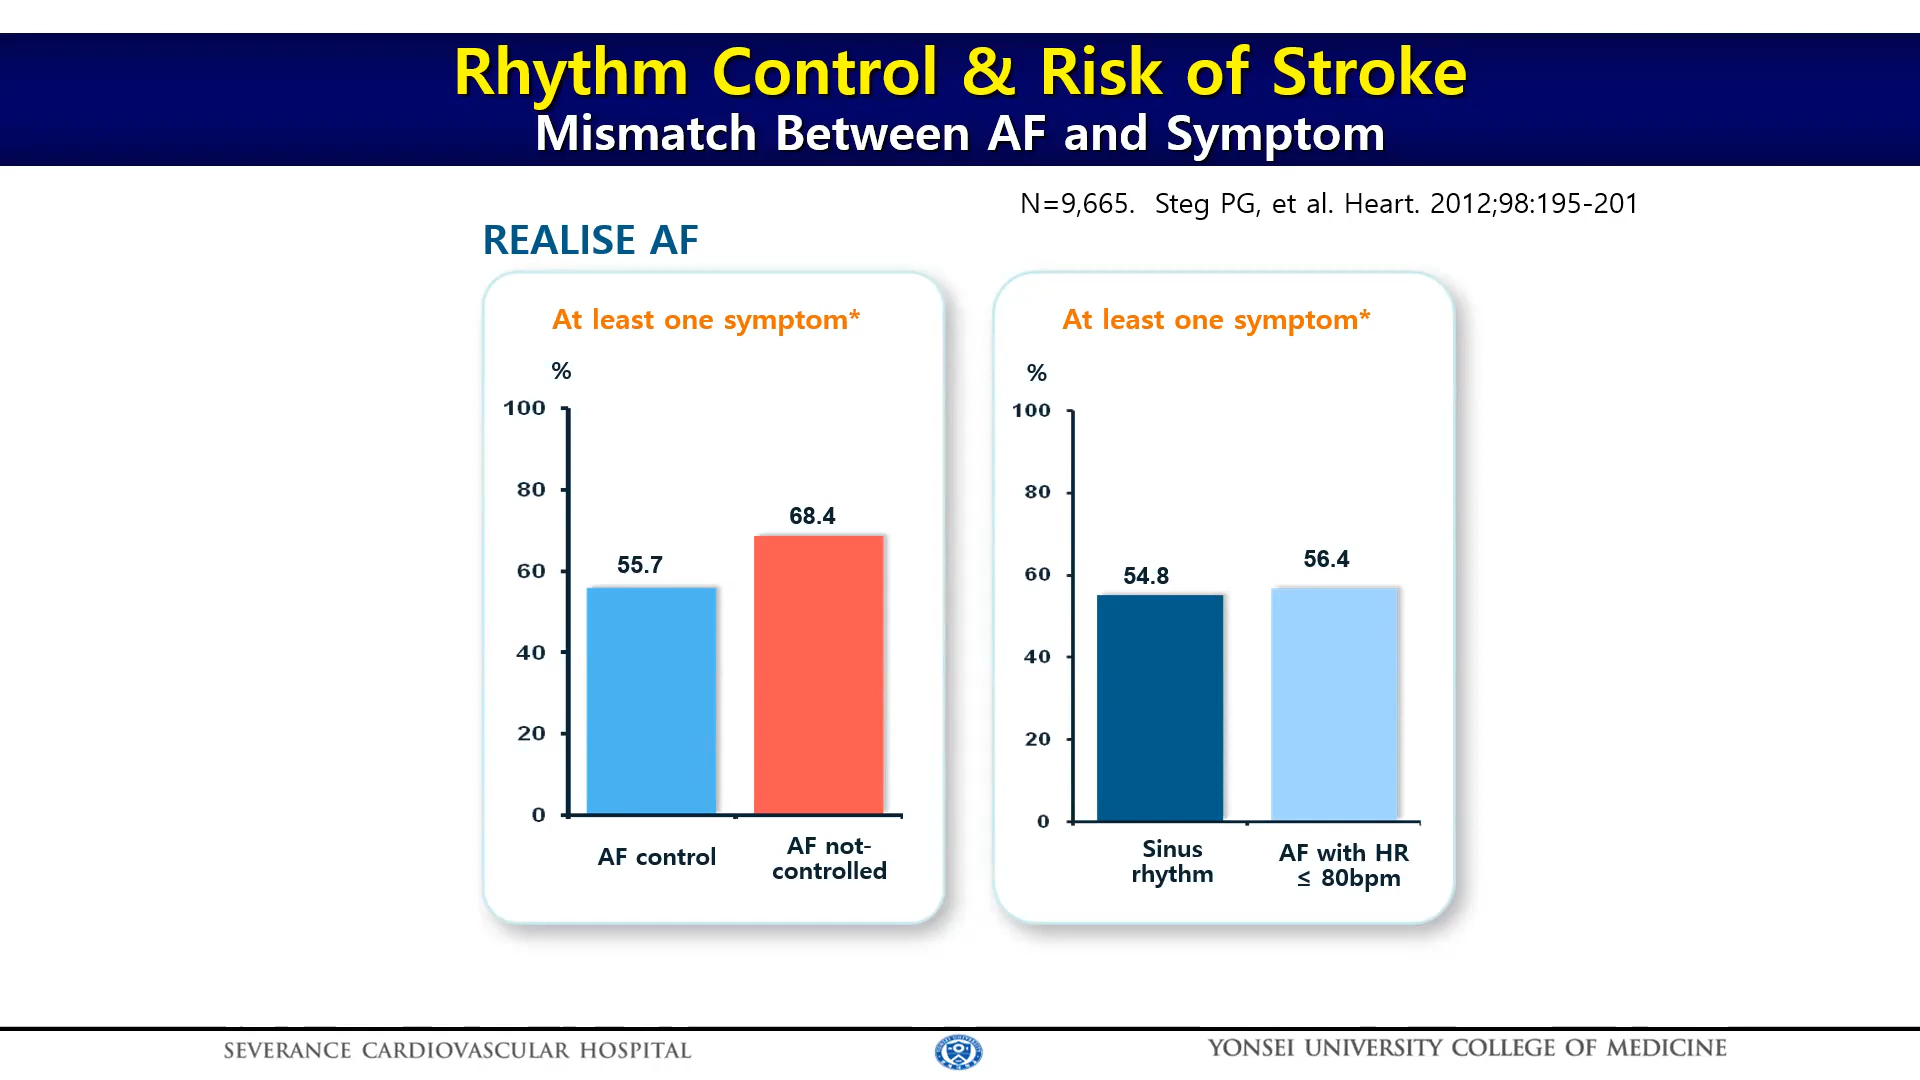 Rhythm Control & Risk of Stroke
Mismatch Between AF and Symptom
N=9,665. Steg PG, et al. Heart. 2012;98:195-201
REALISE AF
At least one symptom*
%
100
80
60
40
20
0
55.7
68.4
AF control
AF not-
controlled
At least one symptom*
%
100
80
60
40
20
0
54.8
56.4
Sinus
rhythm
AF with HR
≤ 80bpm
SEVERANCE CARDIOVASCULAR HOSPITAL
YONSEI UNIVERSITY COLLEGE OF MEDICINE